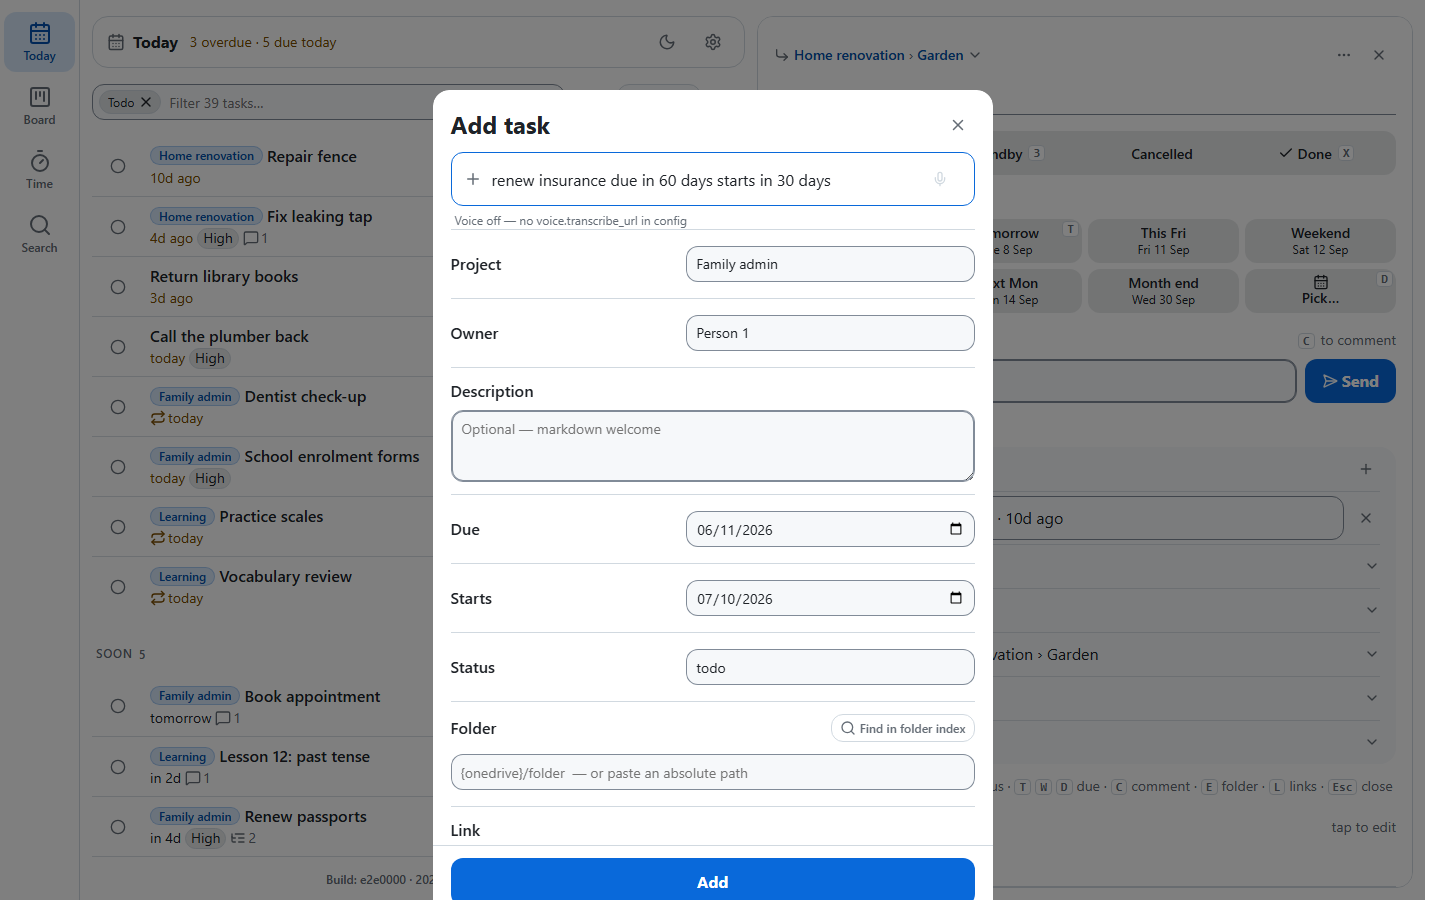 Today
Board
Time
Search
Today 3 overdue · 5 due today
Todo
Filter 39 tasks...
Home renovation Repair fence
10d ago
Home renovation Fix leaking tap
4d ago High 1
Return library books
3d ago
Call the plumber back
today High
Family admin Dentist check-up
today
Family admin School enrolment forms
today High
Learning Practice scales
today
Learning Vocabulary review
today
SOON 5
Family admin Book appointment
tomorrow 1
Learning Lesson 12: past tense
in 2d 1
Family admin Renew passports
in 4d High 2
Build: e2e0000 · 202
Add task
renew insurance due in 60 days starts in 30 days
Voice off — no voice.transcribe_url in config
Project
Family admin
Owner
Person 1
Description
Optional — markdown welcome
Due
06/11/2026
Starts
07/10/2026
Status
todo
Folder
Find in folder index
{onedrive}/folder — or paste an absolute path
Link
Add
Home renovation › Garden
ndby 3
Cancelled
Done X
morrow T
e 8 Sep
This Fri
Fri 11 Sep
Weekend
Sat 12 Sep
xt Mon
n 14 Sep
Month end
Wed 30 Sep
Pick... D
C to comment
Send
· 10d ago
vation › Garden
us · T W D due · C comment · E folder · L links · Esc close
tap to edit